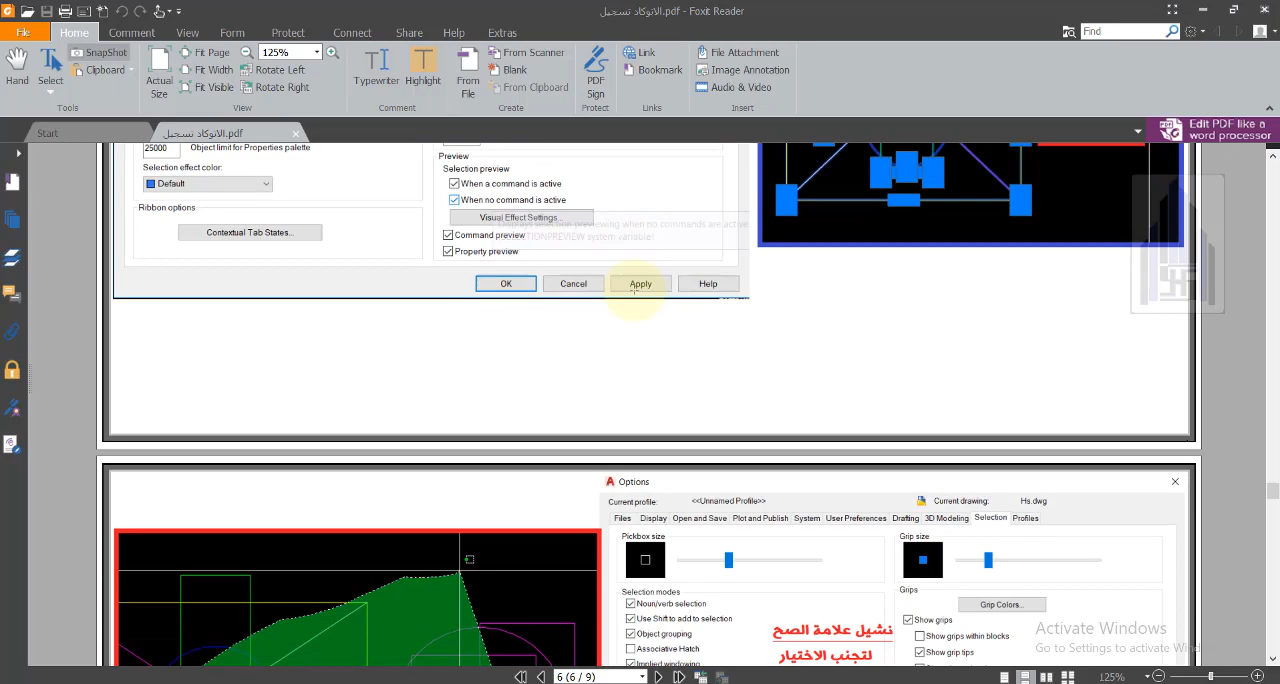 الاتوكاد تسجيل.pdf - Foxit Reader
File
Home
Comment
View
Form
Protect
Connect
Share
Help
Extras
Find
Hand
Select
SnapShot
Clipboard
Tools
Actual
Size
Fit Page
Fit Width
Fit Visible
125%
Rotate Left
Rotate Right
View
Typewriter
Highlight
Comment
From
File
From Scanner
Blank
From Clipboard
Create
PDF
Sign
Protect
Link
Bookmark
Links
File Attachment
Image Annotation
Audio & Video
Insert
Start
الاتوكاد تسجيل.pdf
Edit PDF like a
word processor
25000
Object limit for Properties palette
Selection effect color:
Default
Ribbon options
Contextual Tab States...
Preview
Selection preview
When a command is active
When no command is active
Visual Effect Settings...
Command preview
Property preview
OK
Cancel
Apply
Help
Options
Current profile:
<<Unnamed Profile>>
Current drawing:
Hs.dwg
Files
Display
Open and Save
Plot and Publish
System
User Preferences
Drafting
3D Modeling
Selection
Profiles
Pickbox size
Grip size
Selection modes
Noun/verb selection
Use Shift to add to selection
Object grouping
Associative Hatch
Implied windowing
Grips
Grip Colors...
Show grips
Show grips within blocks
Show grip tips
نشيل علامة الصح
لتجنب الاختيار
Activate Windows
Go to Settings to activate Win
6 (6 / 9)
125%